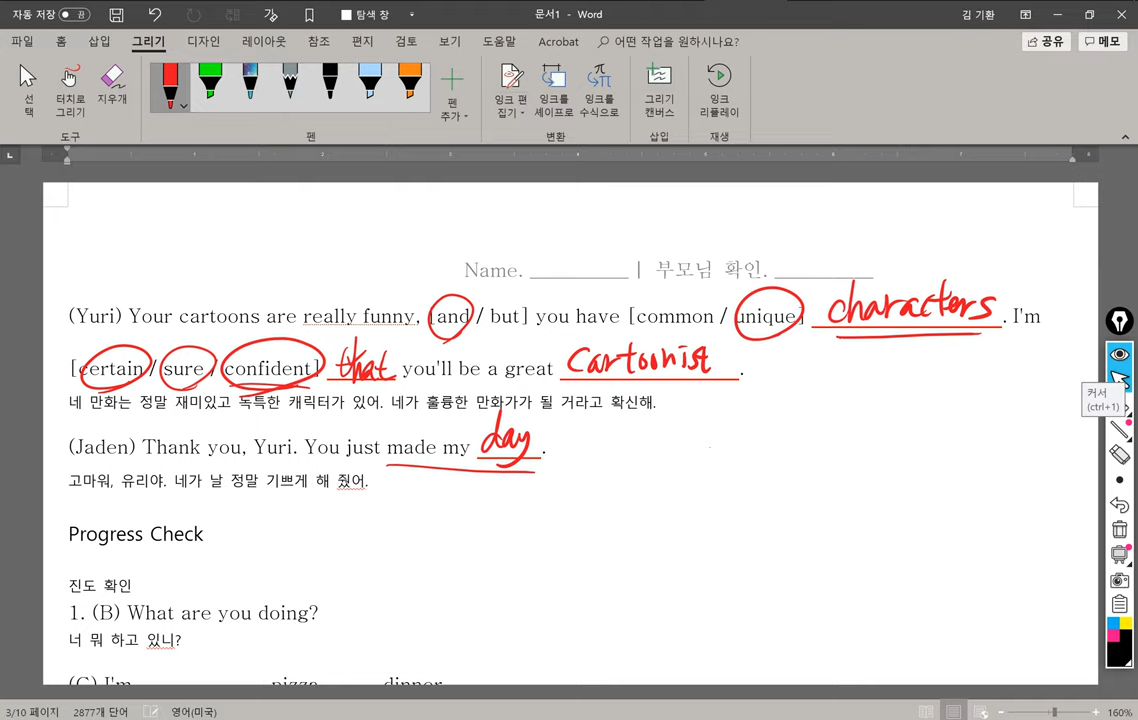 자동 저장 끔 탐색 창 문서1 - Word 김 기환
파일 홈 삽입 그리기 디자인 레이아웃 참조 편지 검토 보기 도움말 Acrobat 어떤 작업을 원하시나요? 공유 메모
선택 터치로 그리기 지우개 펜 추가 잉크 편집기 잉크를 셰이프로 잉크를 수식으로 그리기 캔버스 잉크 리플레이
도구 펜 변환 삽입 재생
Name. __________ | 부모님 확인. __________
(Yuri) Your cartoons are really funny, [and / but] you have [common / unique] characters. I'm
[certain / sure / confident] that you'll be a great cartoonist.
커서
(ctrl+1)
네 만화는 정말 재미있고 독특한 캐릭터가 있어. 네가 훌륭한 만화가가 될 거라고 확신해.
(Jaden) Thank you, Yuri. You just made my day.
고마워, 유리야. 네가 날 정말 기쁘게 해 줬어.
Progress Check
진도 확인
1. (B) What are you doing?
너 뭐 하고 있니?
(G) I'm pizza dinner
3/10 페이지 2877개 단어 영어(미국) 160%